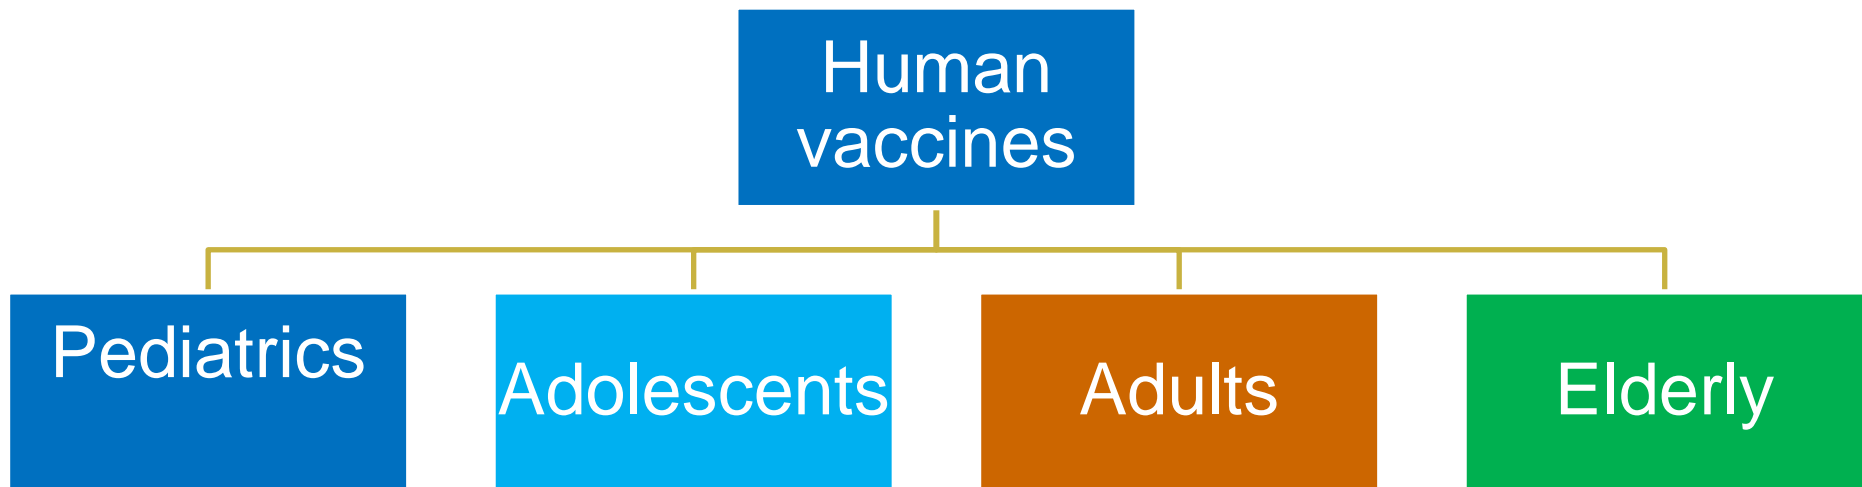 Human
vaccines
Pediatrics
Adolescents
Adults
Elderly